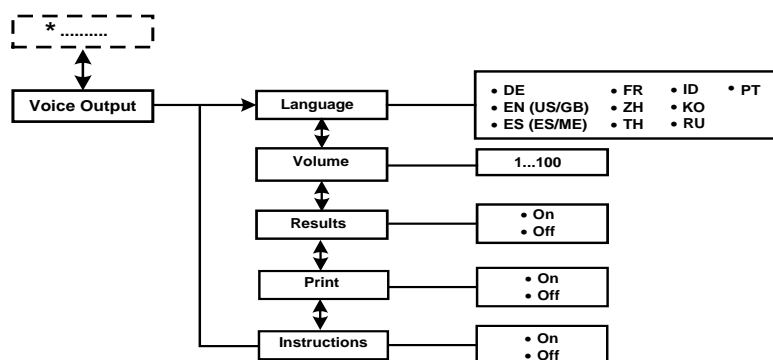 * ..........
Voice Output
Language
• DE
• EN (US/GB)
• ES (ES/ME)
• FR
• ZH
• TH
• ID
• KO
• RU
• PT
Volume
1...100
Results
• On
• Off
Print
• On
• Off
Instructions
• On
• Off